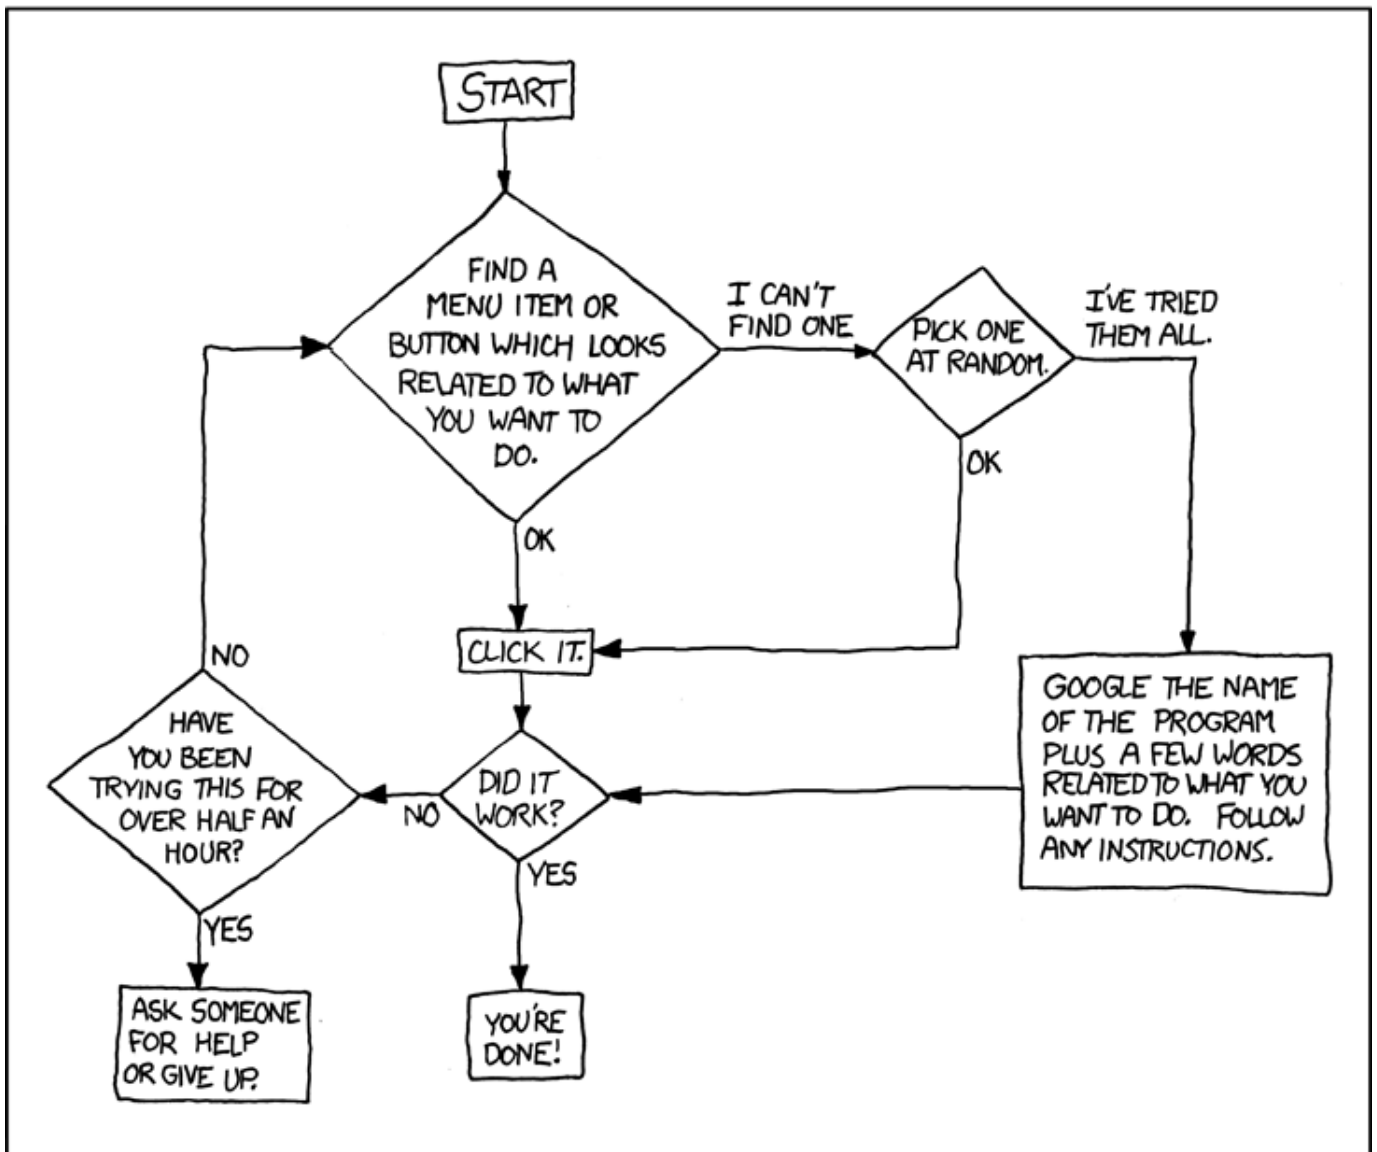 START
FIND A
MENU ITEM OR
BUTTON WHICH LOOKS
RELATED TO WHAT
YOU WANT TO
DO.
I CAN'T
FIND ONE
PICK ONE
AT RANDOM.
I'VE TRIED
THEM ALL.
OK
OK
CLICK IT.
NO
GOOGLE THE NAME
OF THE PROGRAM
PLUS A FEW WORDS
RELATED TO WHAT YOU
WANT TO DO. FOLLOW
ANY INSTRUCTIONS.
HAVE
YOU BEEN
TRYING THIS FOR
OVER HALF AN
HOUR?
NO
DID IT
WORK?
YES
YES
ASK SOMEONE
FOR HELP
OR GIVE UP.
YOU'RE
DONE!